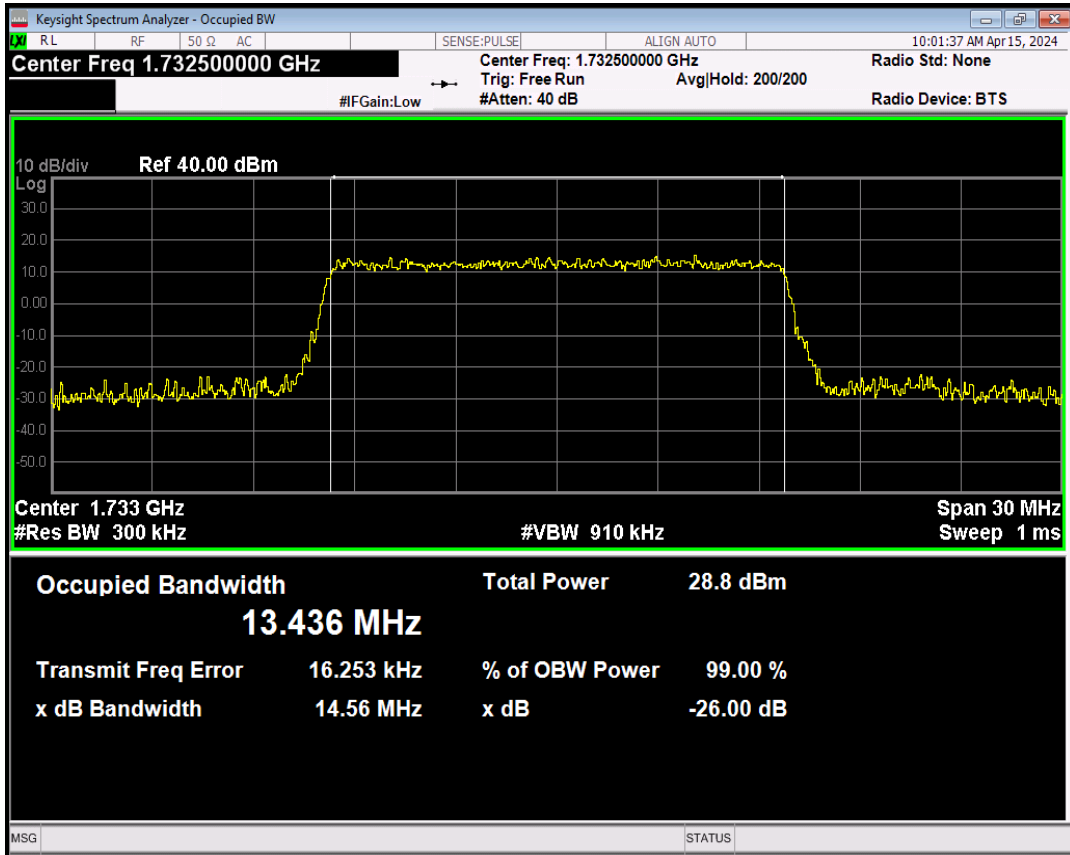 Keysight Spectrum Analyzer - Occupied BW
LXI RL RF 50 Ω AC SENSE:PULSE ALIGN AUTO 10:01:37 AM Apr 15, 2024
Center Freq 1.732500000 GHz Center Freq: 1.732500000 GHz Radio Std: None
Trig: Free Run Avg|Hold: 200/200
#IFGain:Low #Atten: 40 dB Radio Device: BTS
10 dB/div Ref 40.00 dBm
Log
30.0
20.0
10.0
0.00
-10.0
-20.0
-30.0
-40.0
-50.0
Center 1.733 GHz Span 30 MHz
#Res BW 300 kHz #VBW 910 kHz Sweep 1 ms
Occupied Bandwidth Total Power 28.8 dBm
13.436 MHz
Transmit Freq Error 16.253 kHz % of OBW Power 99.00 %
x dB Bandwidth 14.56 MHz x dB -26.00 dB
MSG STATUS